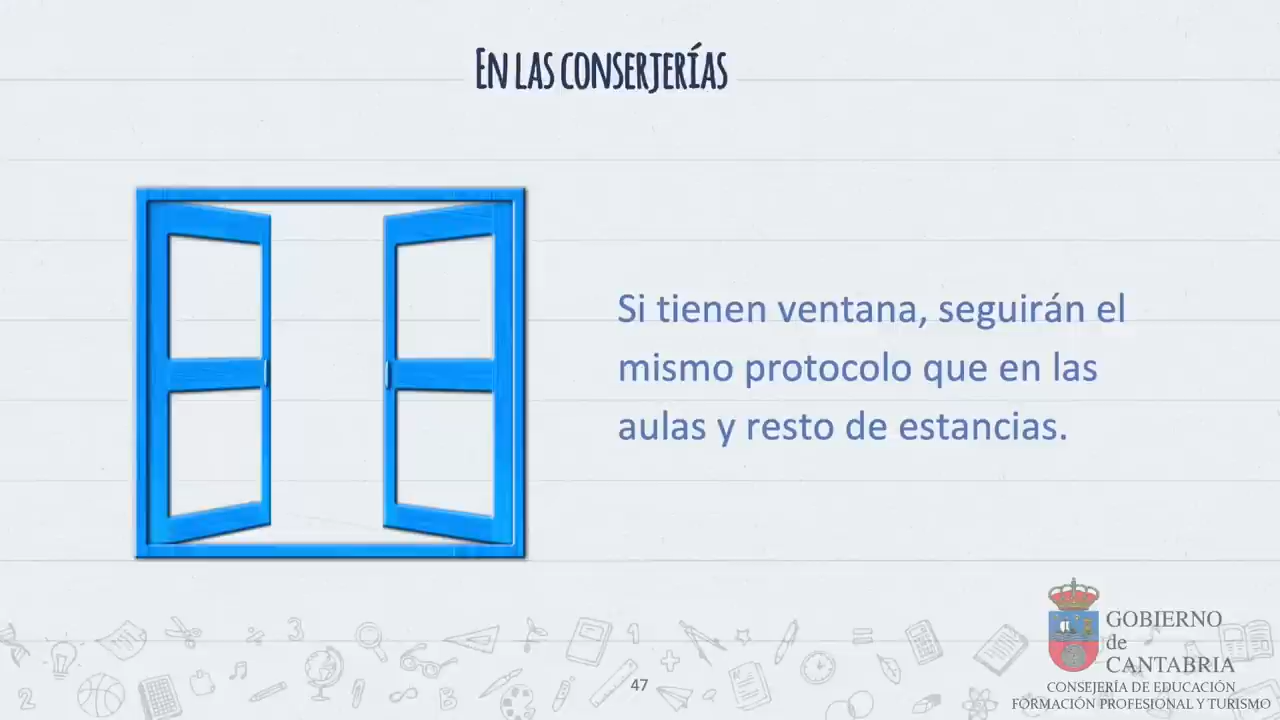 En las conserjerías
Si tienen ventana, seguirán el
mismo protocolo que en las
aulas y resto de estancias.
47
GOBIERNO
de
CANTABRIA
CONSEJERÍA DE EDUCACIÓN
FORMACIÓN PROFESIONAL Y TURISMO